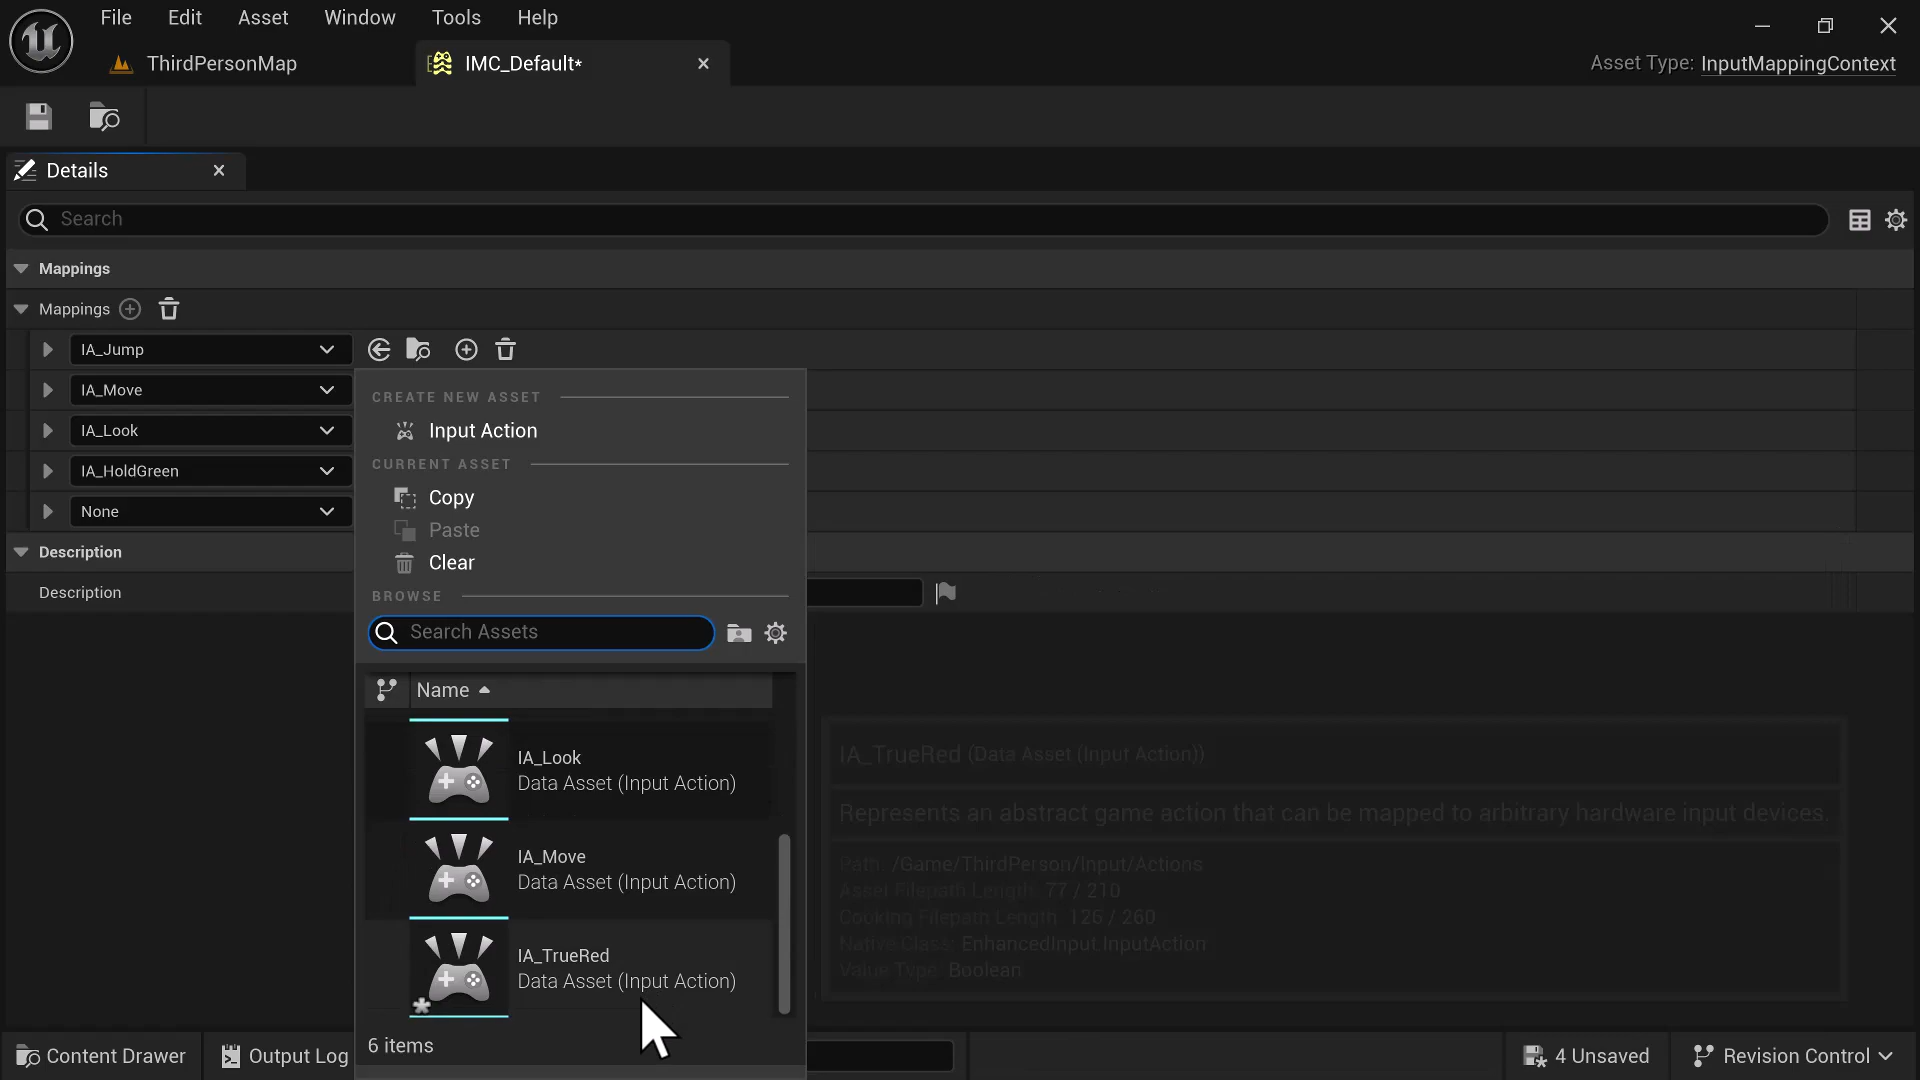 File Edit Asset Window Tools Help
ThirdPersonMap
IMC_Default*
Asset Type: InputMappingContext
Details
Search
Mappings
Mappings
IA_Jump
IA_Move
IA_Look
IA_HoldGreen
None
Description
Description
CREATE NEW ASSET
Input Action
CURRENT ASSET
Copy
Paste
Clear
BROWSE
Search Assets
Name
IA_Look
Data Asset (Input Action)
IA_Move
Data Asset (Input Action)
IA_TrueRed
Data Asset (Input Action)
6 items
IA_TrueRed (Data Asset (Input Action))
Represents an abstract game action that can be mapped to arbitrary hardware input devices.
Path: /Game/ThirdPerson/Input/Actions
Asset Filepath Length: 77 / 210
Cooking Filepath Length: 126 / 260
Native Class: EnhancedInput.InputAction
Value Type: Boolean
Content Drawer
Output Log
4 Unsaved
Revision Control